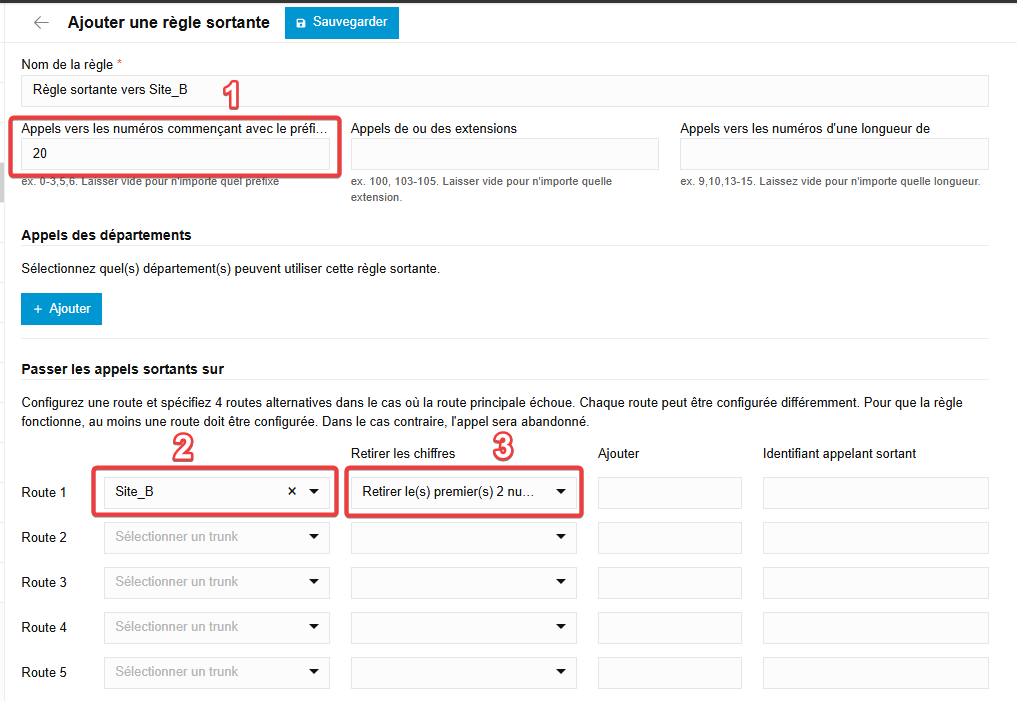 Ajouter une règle sortante
Sauvegarder
Nom de la règle *
Règle sortante vers Site_B
1
Appels vers les numéros commençant avec le préfi...
Appels de ou des extensions
Appels vers les numéros d'une longueur de
20
ex. 0-3,5,6. Laisser vide pour n'importe quel préfixe
ex. 100, 103-105. Laisser vide pour n'importe quelle
extension.
ex. 9,10,13-15. Laissez vide pour n'importe quelle longueur.
Appels des départements
Sélectionnez quel(s) département(s) peuvent utiliser cette règle sortante.
+ Ajouter
Passer les appels sortants sur
Configurez une route et spécifiez 4 routes alternatives dans le cas où la route principale échoue. Chaque route peut être configurée différemment. Pour que la règle
fonctionne, au moins une route doit être configurée. Dans le cas contraire, l'appel sera abandonné.
2
3
Retirer les chiffres
Ajouter
Identifiant appelant sortant
Route 1
Site_B
Retirer le(s) premier(s) 2 nu...
Route 2
Sélectionner un trunk
Route 3
Sélectionner un trunk
Route 4
Sélectionner un trunk
Route 5
Sélectionner un trunk